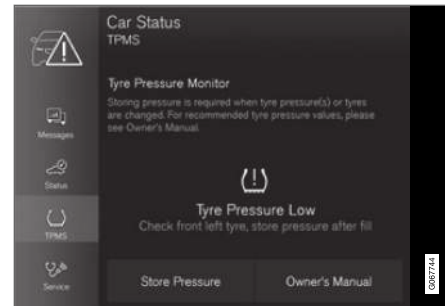 Car Status
TPMS
Tyre Pressure Monitor
Storing pressure is required when tyre pressure(s) or tyres
are changed. For recommended tyre pressure values, please
see Owner's Manual.
Messages
Status
TPMS
Service
Tyre Pressure Low
Check front left tyre, store pressure after fill
Store Pressure
Owner's Manual
G067744